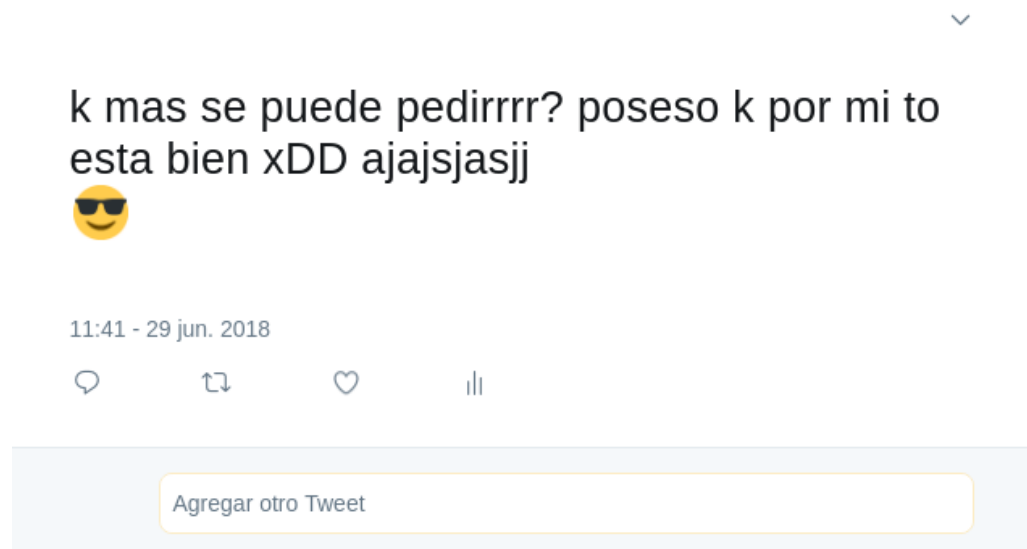 k mas se puede pedirrrr? poseso k por mi to
esta bien xDD ajajsjasjj
😎
11:41 - 29 jun. 2018
Agregar otro Tweet